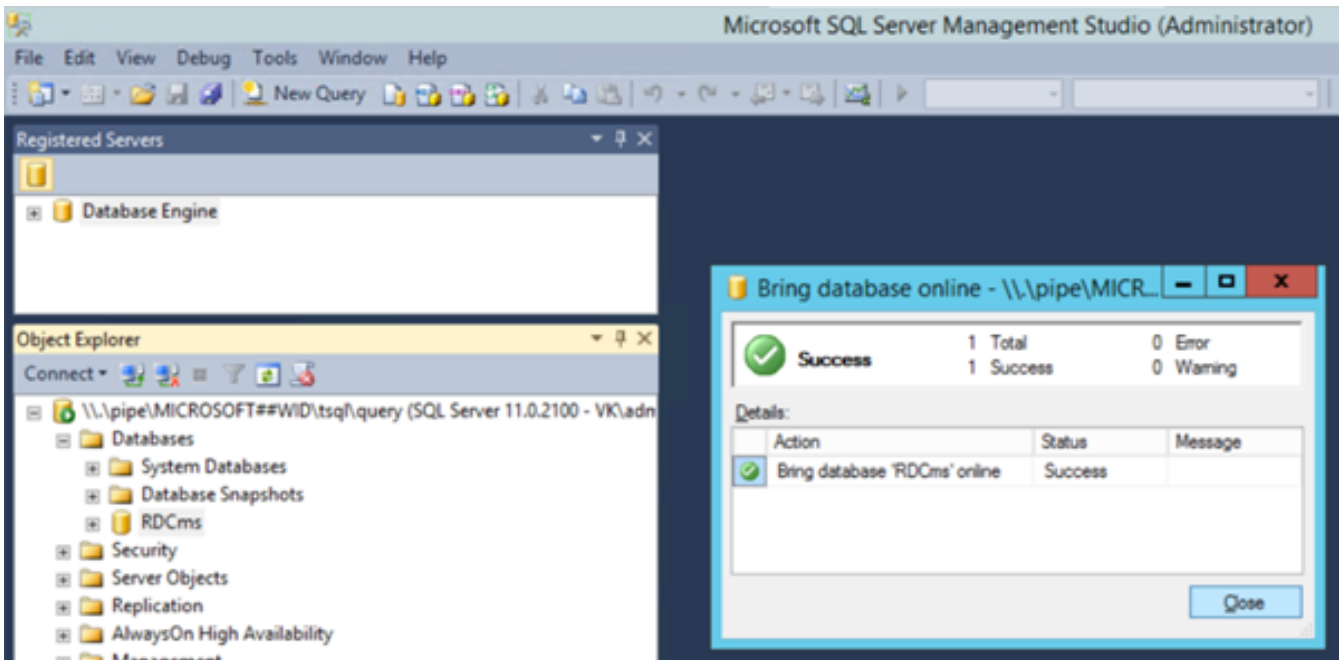 Microsoft SQL Server Management Studio (Administrator)
File Edit View Debug Tools Window Help
New Query
Registered Servers
Database Engine
Object Explorer
Connect
\\.\pipe\MICROSOFT##WID\tsql\query (SQL Server 11.0.2100 - VK\adn
Databases
System Databases
Database Snapshots
RDCms
Security
Server Objects
Replication
AlwaysOn High Availability
Management
Bring database online - \\.\pipe\MICR...
Success
1 Total 0 Error
1 Success 0 Warning
Details:
Action Status Message
Bring database 'RDCms' online Success
Close